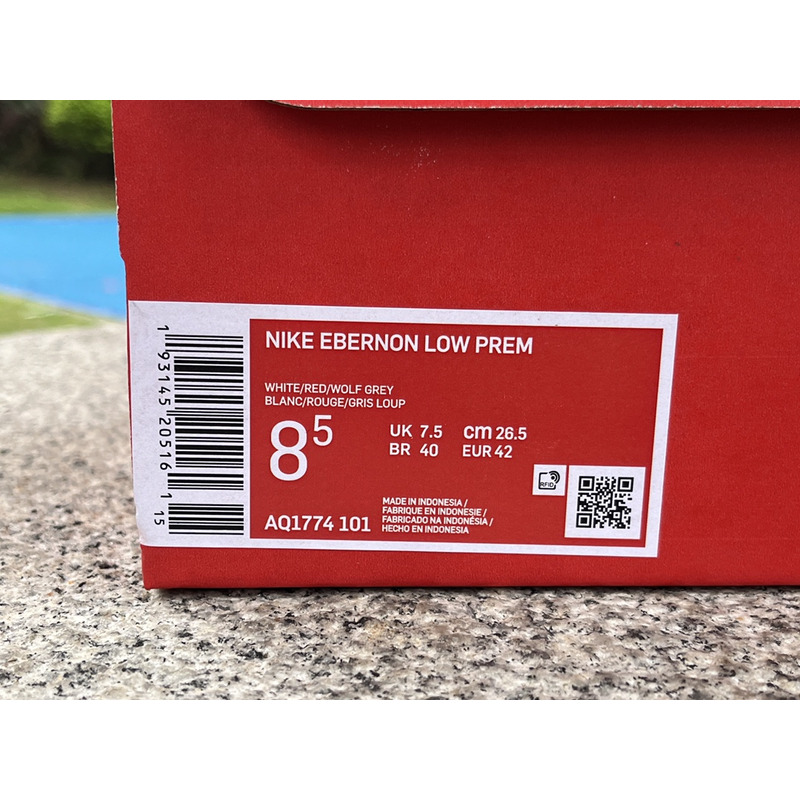 NIKE EBERNON LOW PREM
WHITE/RED/WOLF GREY
BLANC/ROUGE/GRIS LOUP
8 5
UK 7.5 cm 26.5
BR 40 EUR 42
RFID
MADE IN INDONESIA /
FABRIQUE EN INDONESIE /
FABRICADO NA INDONÉSIA /
HECHO EN INDONESIA
AQ1774 101
1 93145 20516 1 15